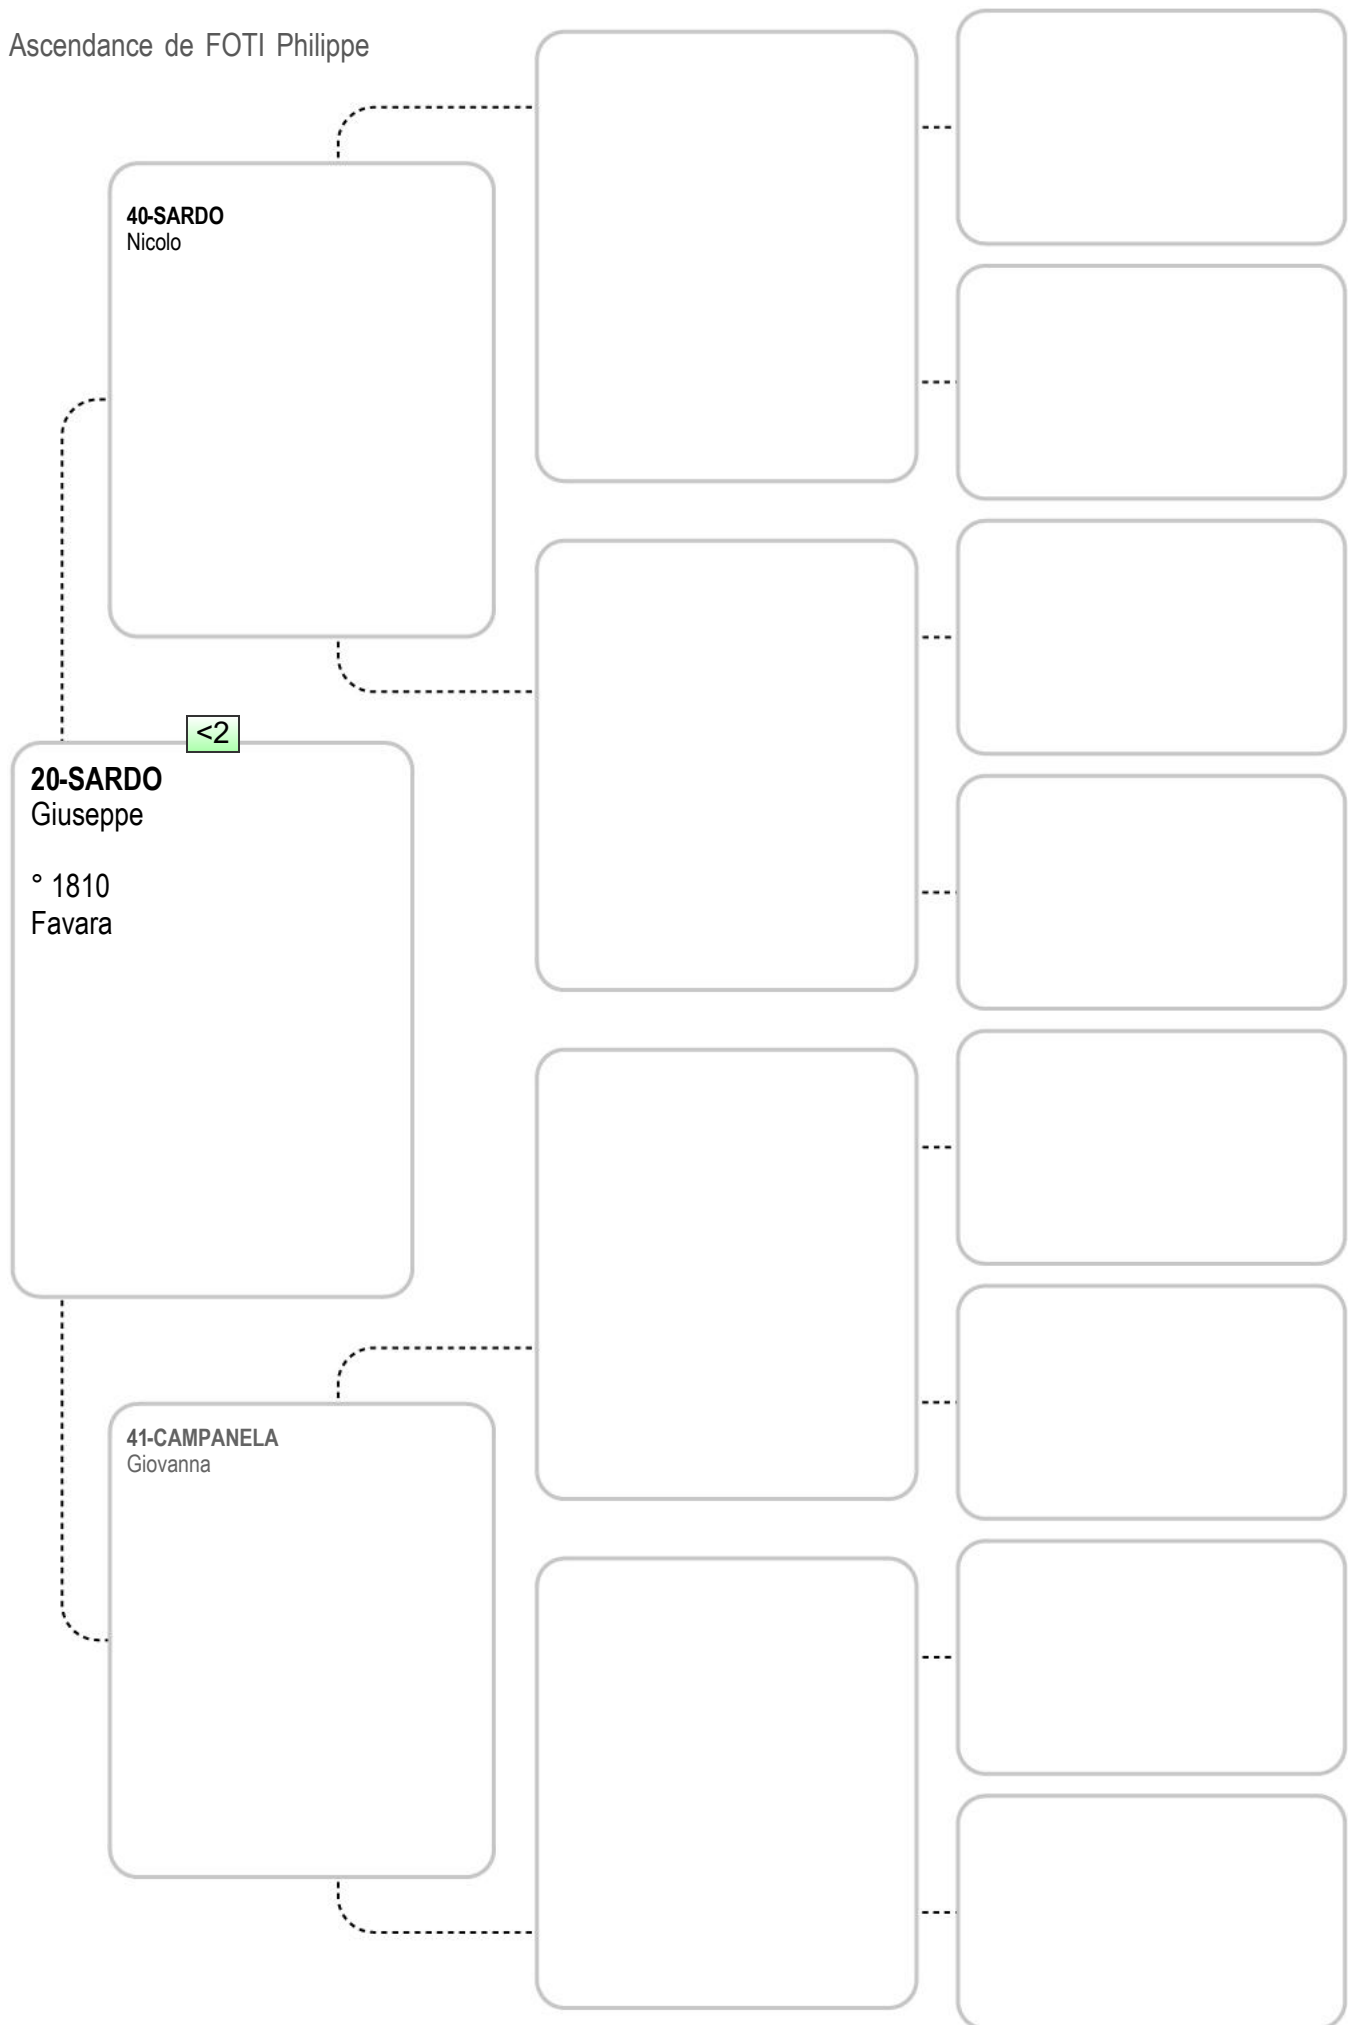 Ascendance de FOTI Philippe
40-SARDO
Nicolo
<2
20-SARDO
Giuseppe
° 1810
Favara
41-CAMPANELA
Giovanna